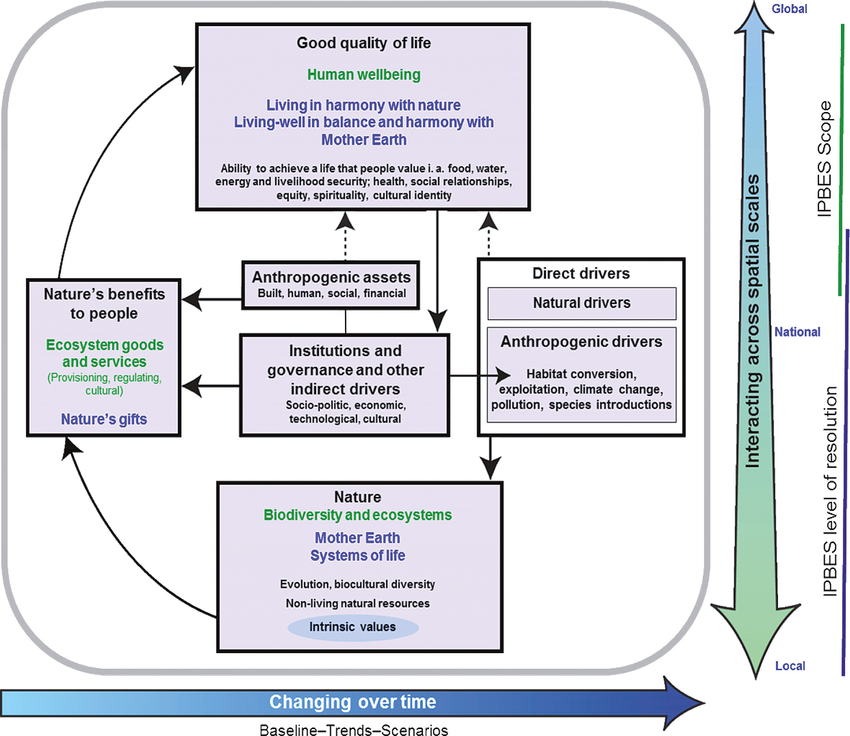 Good quality of life
Human wellbeing
Living in harmony with nature
Living-well in balance and harmony with
Mother Earth
Ability to achieve a life that people value i. a. food, water,
energy and livelihood security; health, social relationships,
equity, spirituality, cultural identity
Anthropogenic assets
Built, human, social, financial
Direct drivers
Natural drivers
Anthropogenic drivers
Habitat conversion,
exploitation, climate change,
pollution, species introductions
Nature's benefits
to people
Ecosystem goods
and services
(Provisioning, regulating,
cultural)
Nature's gifts
Institutions and
governance and other
indirect drivers
Socio-politic, economic,
technological, cultural
Nature
Biodiversity and ecosystems
Mother Earth
Systems of life
Evolution, biocultural diversity
Non-living natural resources
Intrinsic values
Changing over time
Baseline–Trends–Scenarios
Global
National
Local
Interacting across spatial scales
IPBES Scope
IPBES level of resolution